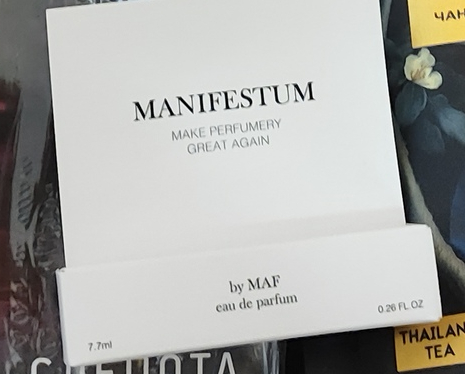 ЧАН
MANIFESTUM
MAKE PERFUMERY
GREAT AGAIN
by MAF
eau de parfum
7.7ml
0.26 FL.OZ
THAILAN
TEA